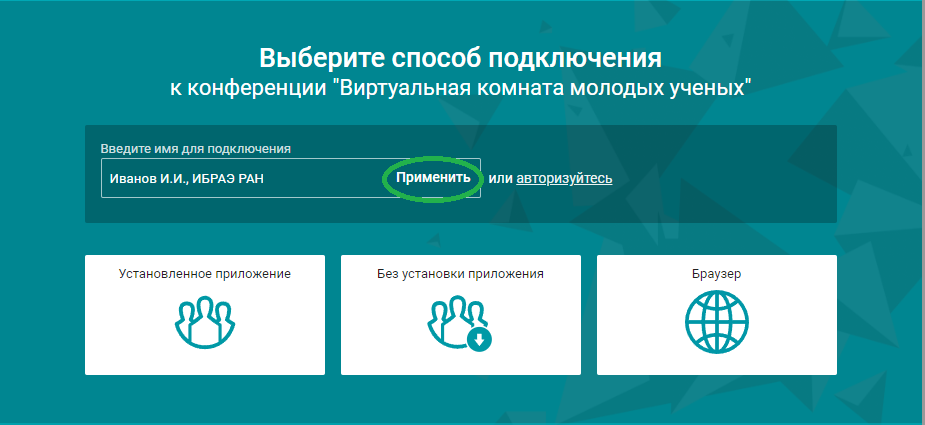 Выберите способ подключения
к конференции "Виртуальная комната молодых ученых"
Введите имя для подключения
Иванов И.И., ИБРАЭ РАН Применить или авторизуйтесь
Установленное приложение Без установки приложения Браузер